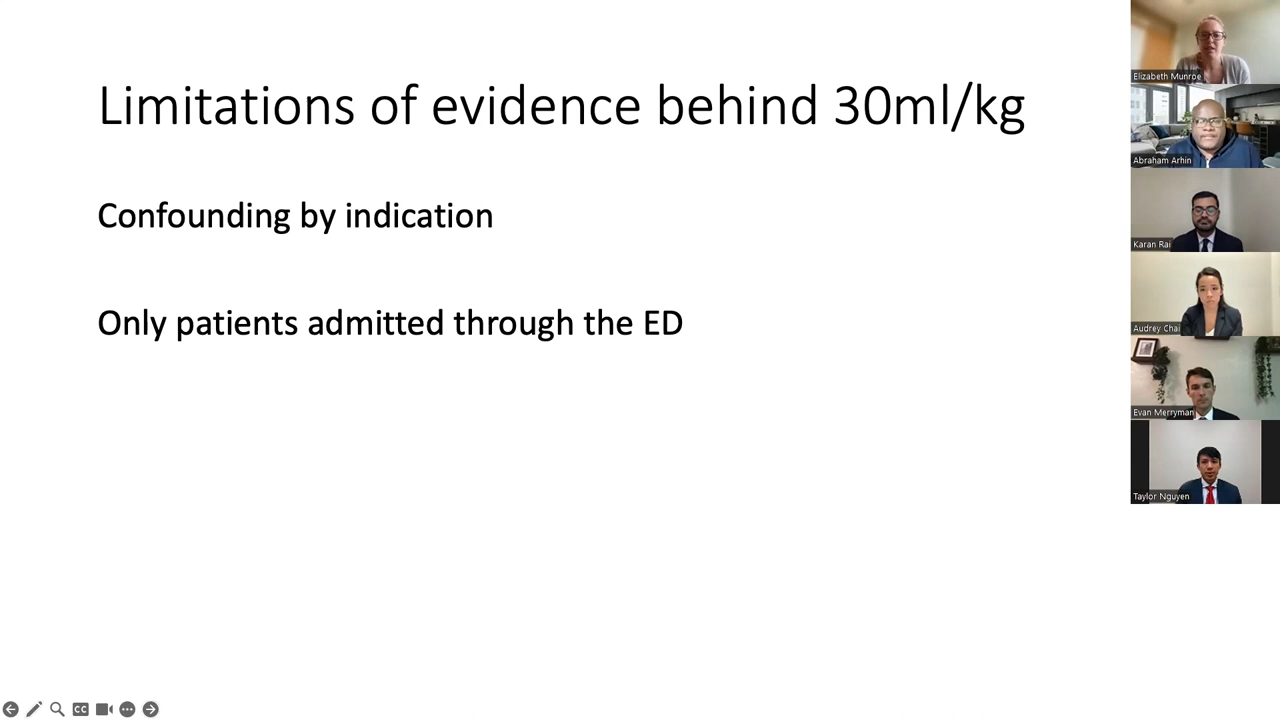 Limitations of evidence behind 30ml/kg
Confounding by indication
Only patients admitted through the ED
Elizabeth Munroe
Abraham Arhin
Karan Rai
Audrey Chai
Evan Merryman
Taylor Nguyen
CC